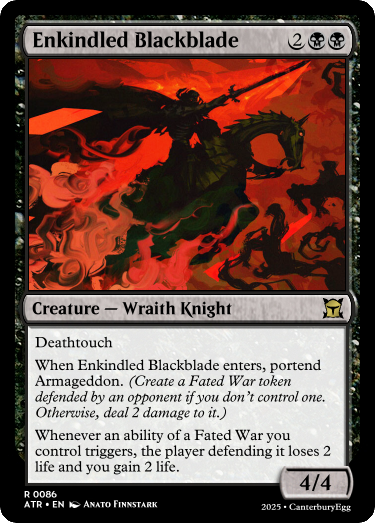 Enkindled Blackblade 2
Creature — Wraith Knight
Deathtouch
When Enkindled Blackblade enters, portend
Armageddon. (Create a Fated War token
defended by an opponent if you don't control one.
Otherwise, deal 2 damage to it.)
Whenever an ability of a Fated War you
control triggers, the player defending it loses 2
life and you gain 2 life.
4/4
R 0086
ATR • EN Anato Finnstark
2025 • CanterburyEgg